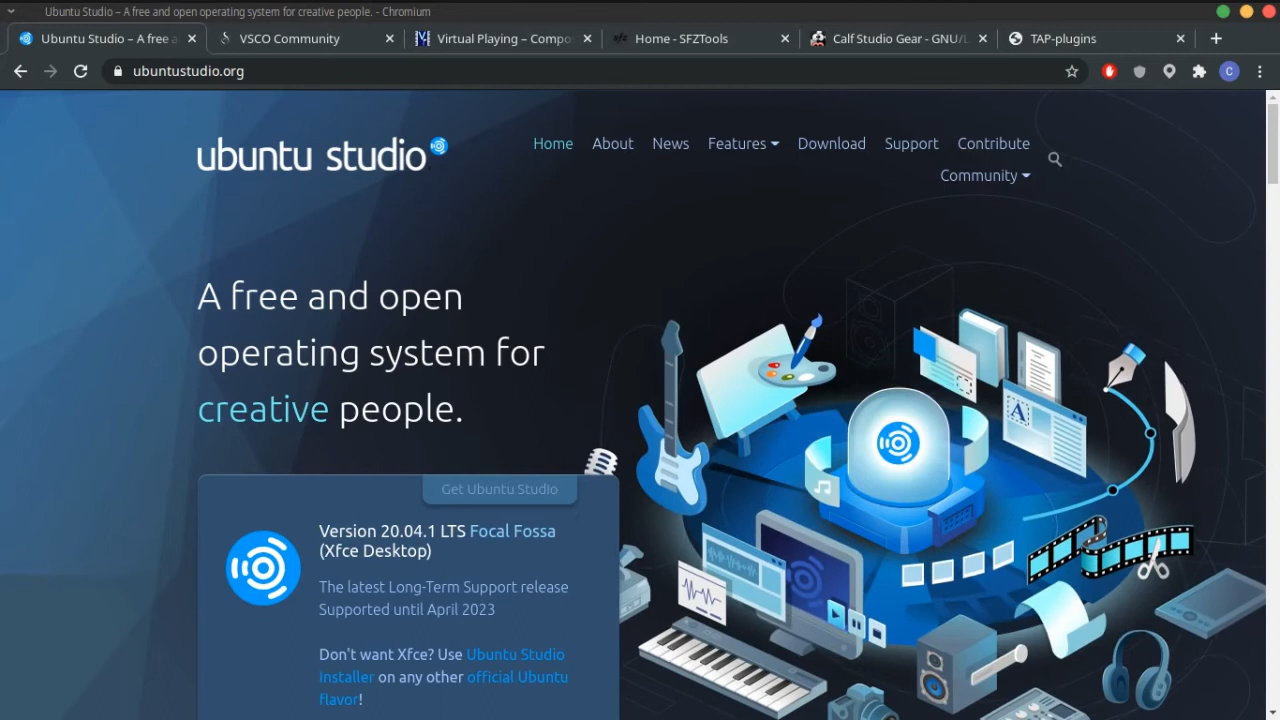 Ubuntu Studio – A free and open operating system for creative people. - Chromium
Ubuntu Studio – A free a
VSCO Community
Virtual Playing – Compo
Home - SFZTools
Calf Studio Gear - GNU/L
TAP-plugins
ubuntustudio.org
C
ubuntu studio
Home About News Features Download Support Contribute
Community
A free and open
operating system for
creative people.
Get Ubuntu Studio
Version 20.04.1 LTS Focal Fossa
(Xfce Desktop)
The latest Long-Term Support release
Supported until April 2023
Don't want Xfce? Use Ubuntu Studio
Installer on any other official Ubuntu
flavor!
A